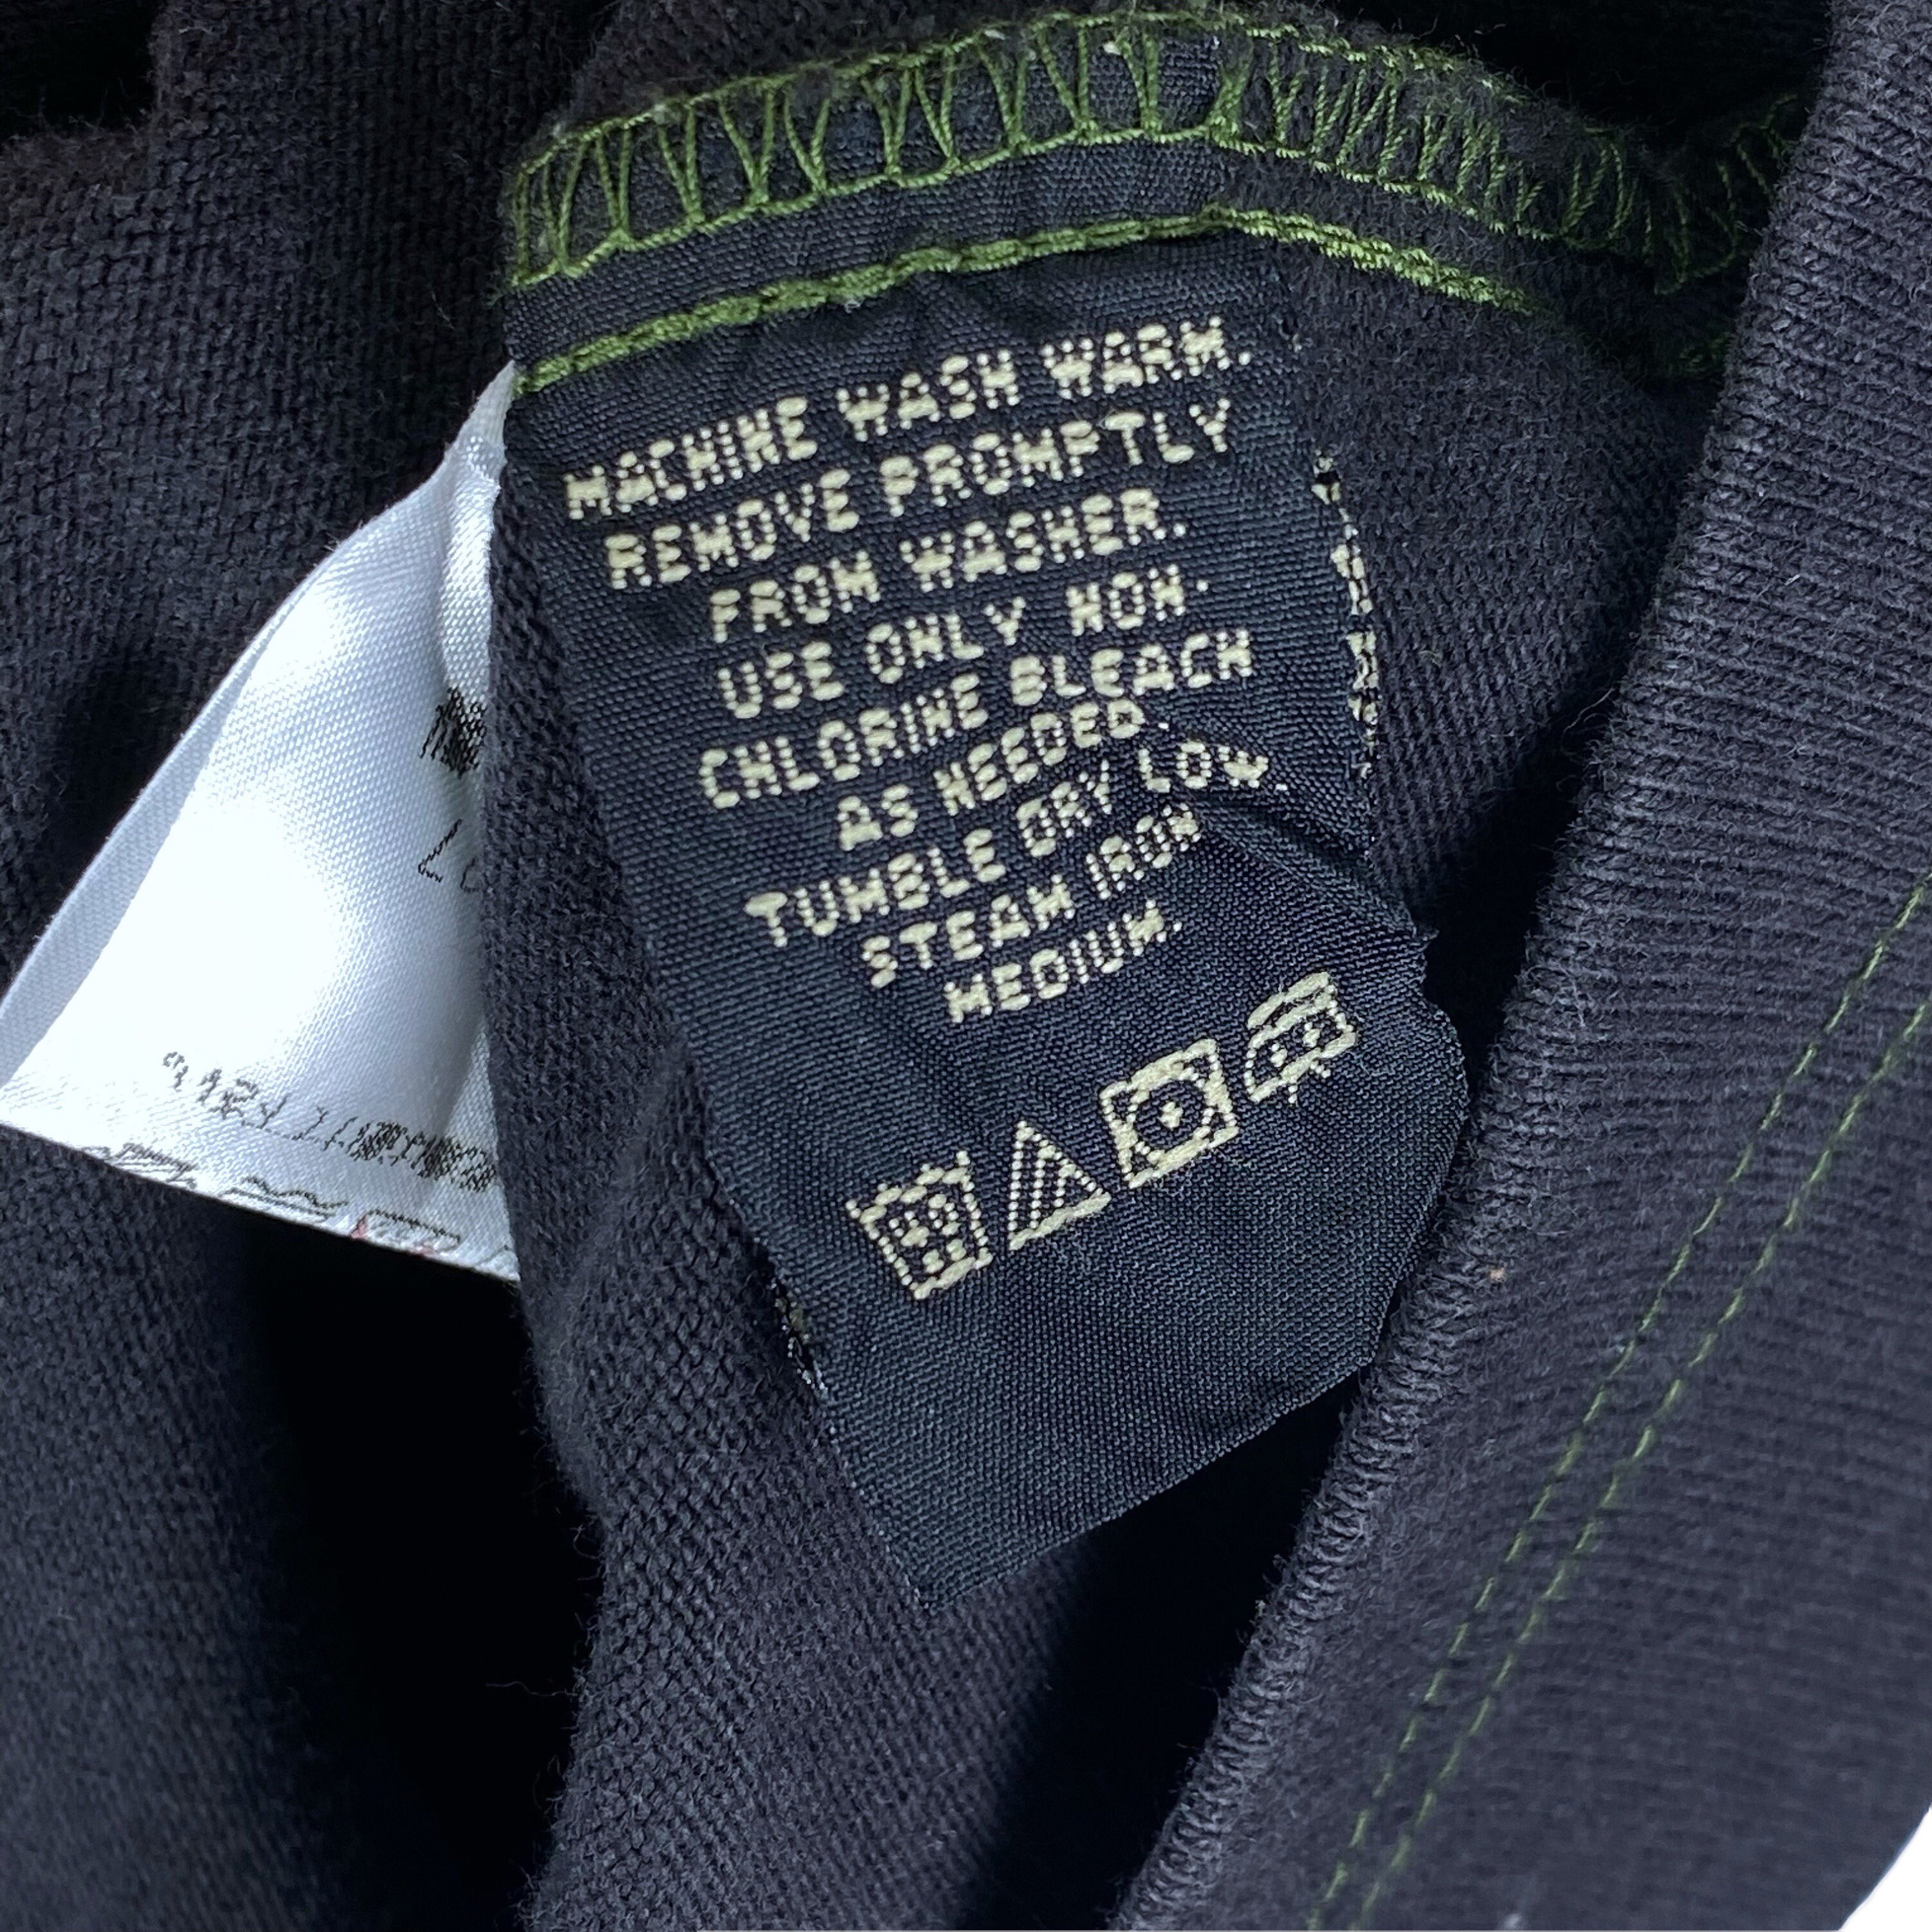 MACHINE WASH WARM.
REMOVE PROMPTLY
FROM WASHER.
USE ONLY NON-
CHLORINE BLEACH
AS NEEDED.
TUMBLE DRY LOW.
STEAM IRON
MEDIUM.